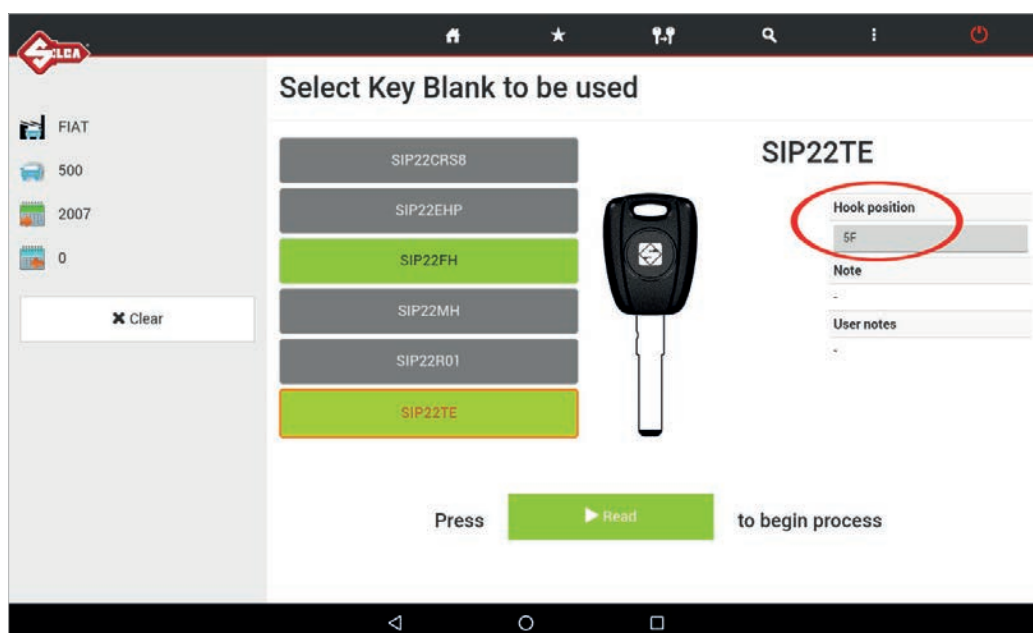 SILCA
Select Key Blank to be used
FIAT
500
2007
0
Clear
SIP22CRS8
SIP22EHP
SIP22FH
SIP22MH
SIP22R01
SIP22TE
SIP22TE
Hook position
5F
Note
-
User notes
-
Press Read to begin process